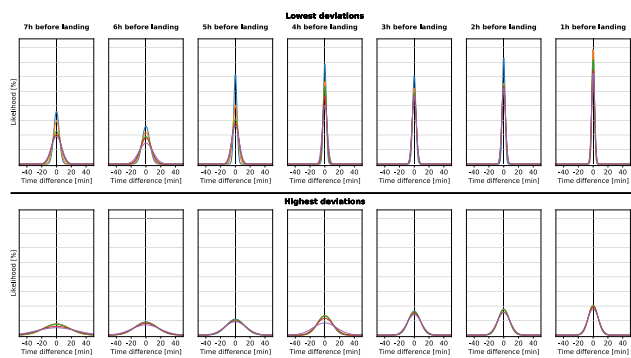 Lowest deviations
7h before landing 6h before landing 5h before landing 4h before landing 3h before landing 2h before landing 1h before landing
Likelihood [%]
-40 -20 0 20 40 -40 -20 0 20 40 -40 -20 0 20 40 -40 -20 0 20 40 -40 -20 0 20 40 -40 -20 0 20 40 -40 -20 0 20 40
Time difference [min] Time difference [min] Time difference [min] Time difference [min] Time difference [min] Time difference [min] Time difference [min]
Highest deviations
Likelihood [%]
-40 -20 0 20 40 -40 -20 0 20 40 -40 -20 0 20 40 -40 -20 0 20 40 -40 -20 0 20 40 -40 -20 0 20 40 -40 -20 0 20 40
Time difference [min] Time difference [min] Time difference [min] Time difference [min] Time difference [min] Time difference [min] Time difference [min]